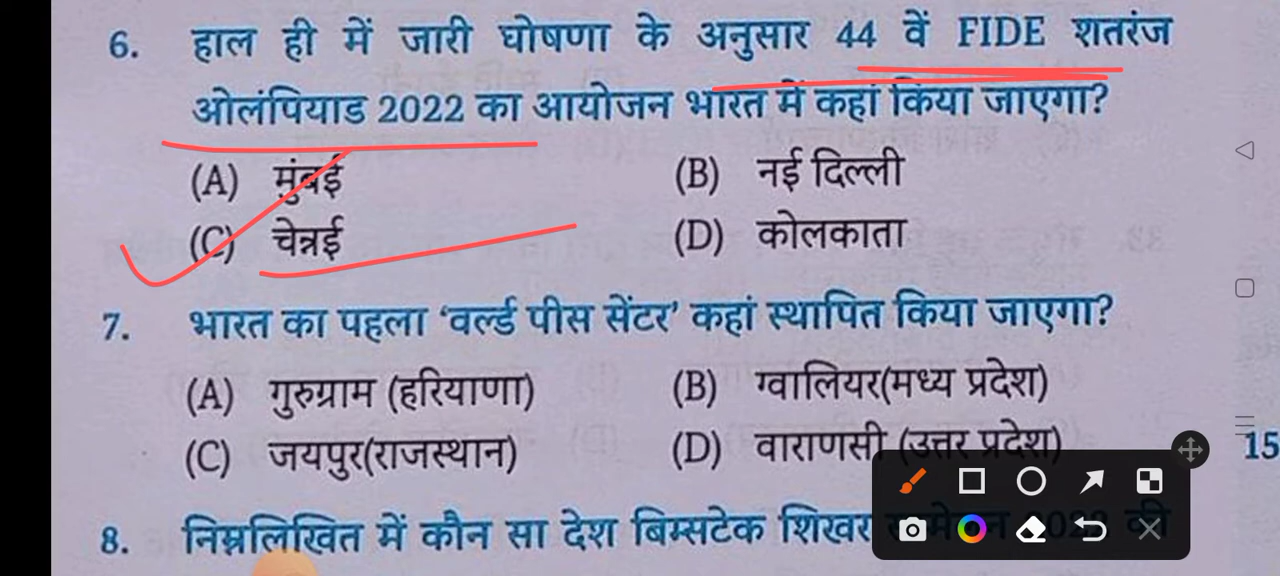 6. हाल ही में जारी घोषणा के अनुसार 44 वें FIDE शतरंज
ओलंपियाड 2022 का आयोजन भारत में कहां किया जाएगा?
(A) मुंबई (B) नई दिल्ली
(C) चेन्नई (D) कोलकाता
7. भारत का पहला ‘वर्ल्ड पीस सेंटर’ कहां स्थापित किया जाएगा?
(A) गुरुग्राम (हरियाणा) (B) ग्वालियर(मध्य प्रदेश)
(C) जयपुर(राजस्थान) (D) वाराणसी (उत्तर प्रदेश)
15
8. निम्नलिखित में कौन सा देश बिम्सटेक शिखर 2022 की